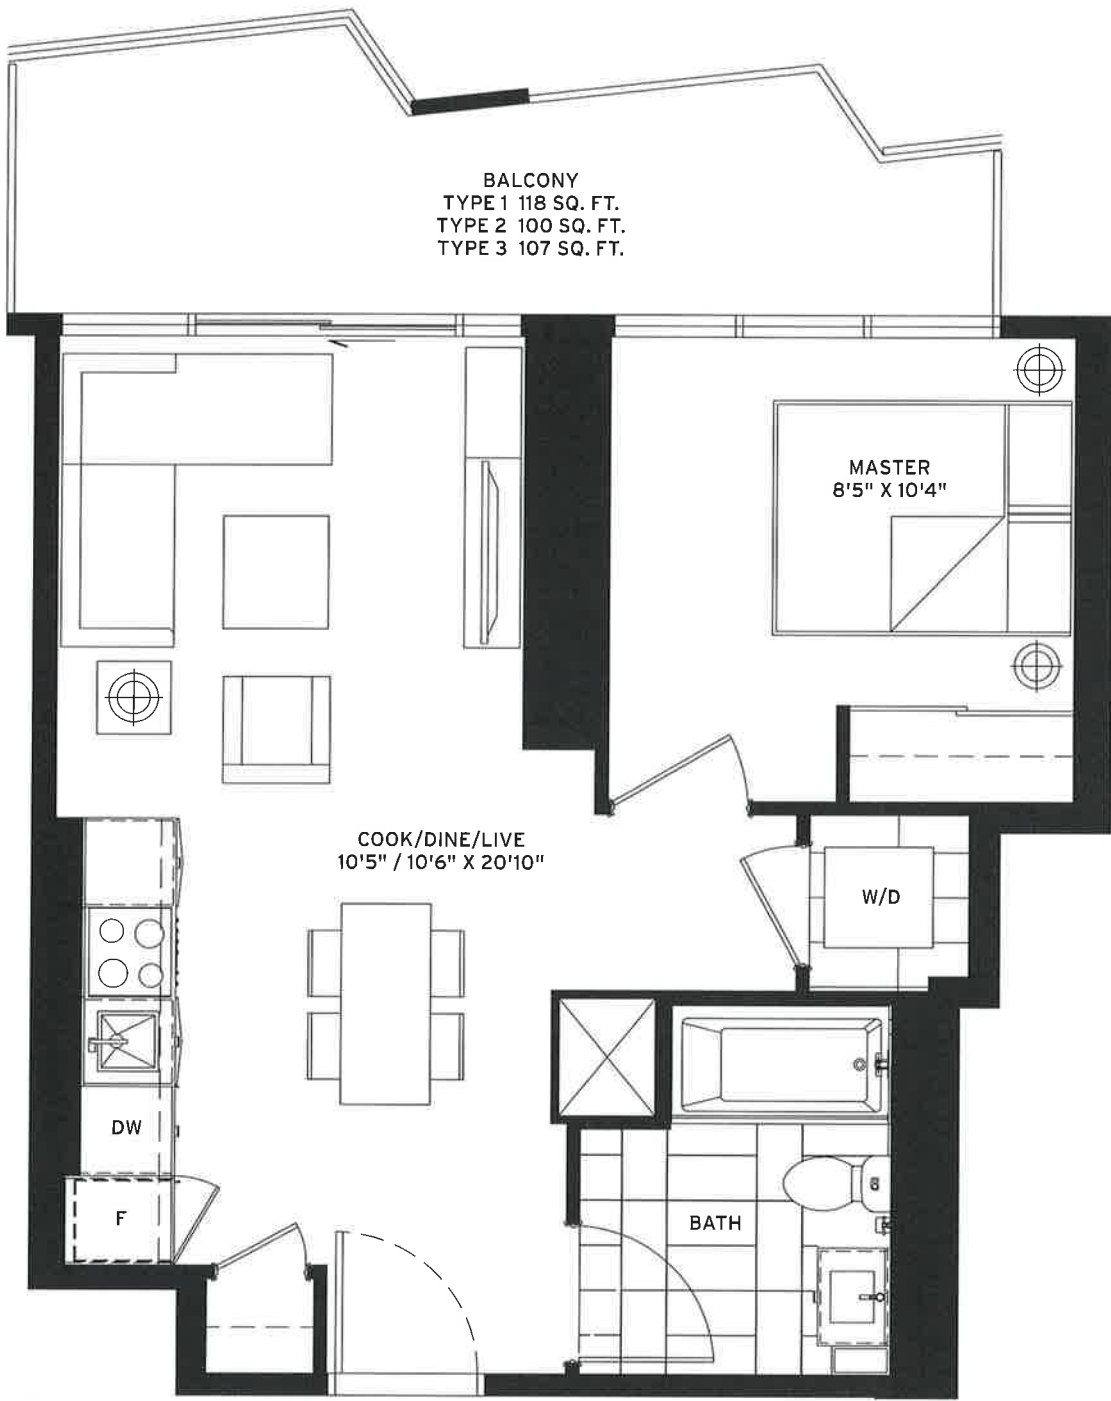 BALCONY
TYPE 1 118 SQ. FT.
TYPE 2 100 SQ. FT.
TYPE 3 107 SQ. FT.
MASTER
8'5" X 10'4"
COOK/DINE/LIVE
10'5" / 10'6" X 20'10"
W/D
DW
F
BATH